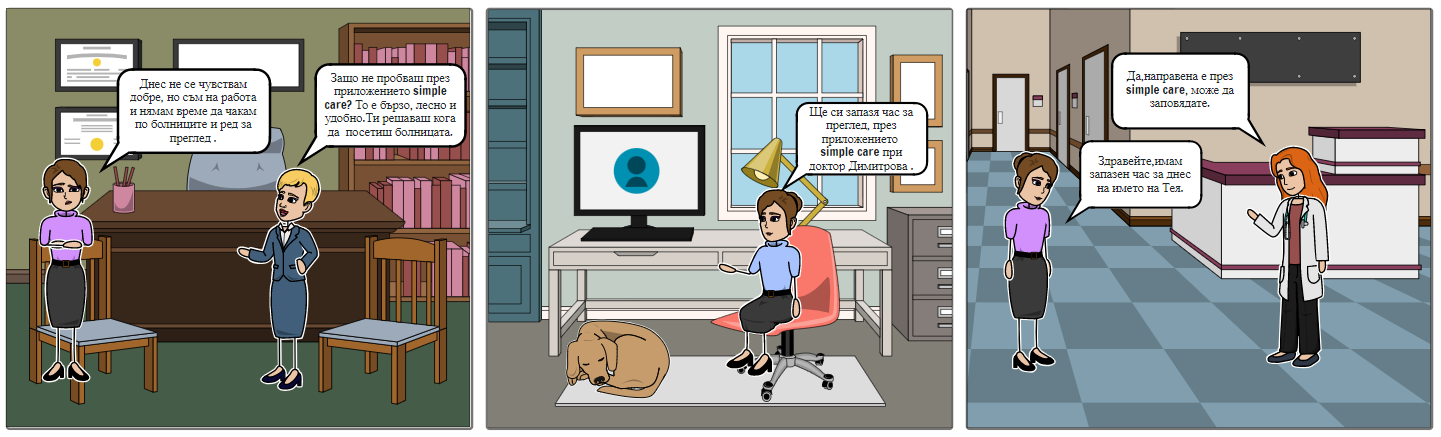 Днес не се чувствам
добре, но съм на работа
и нямам време да чакам
по болниците и ред за
преглед .
Защо не пробваш през
приложението simple
care? То е бързо, лесно и
удобно.Ти решаваш кога
да посетиш болницата.
Ще си запазя час за
преглед, през
приложението
simple care при
доктор Димитрова .
Да,направена е през
simple care, може да
заповядате.
Здравейте,имам
запазен час за днес
на името на Тея.